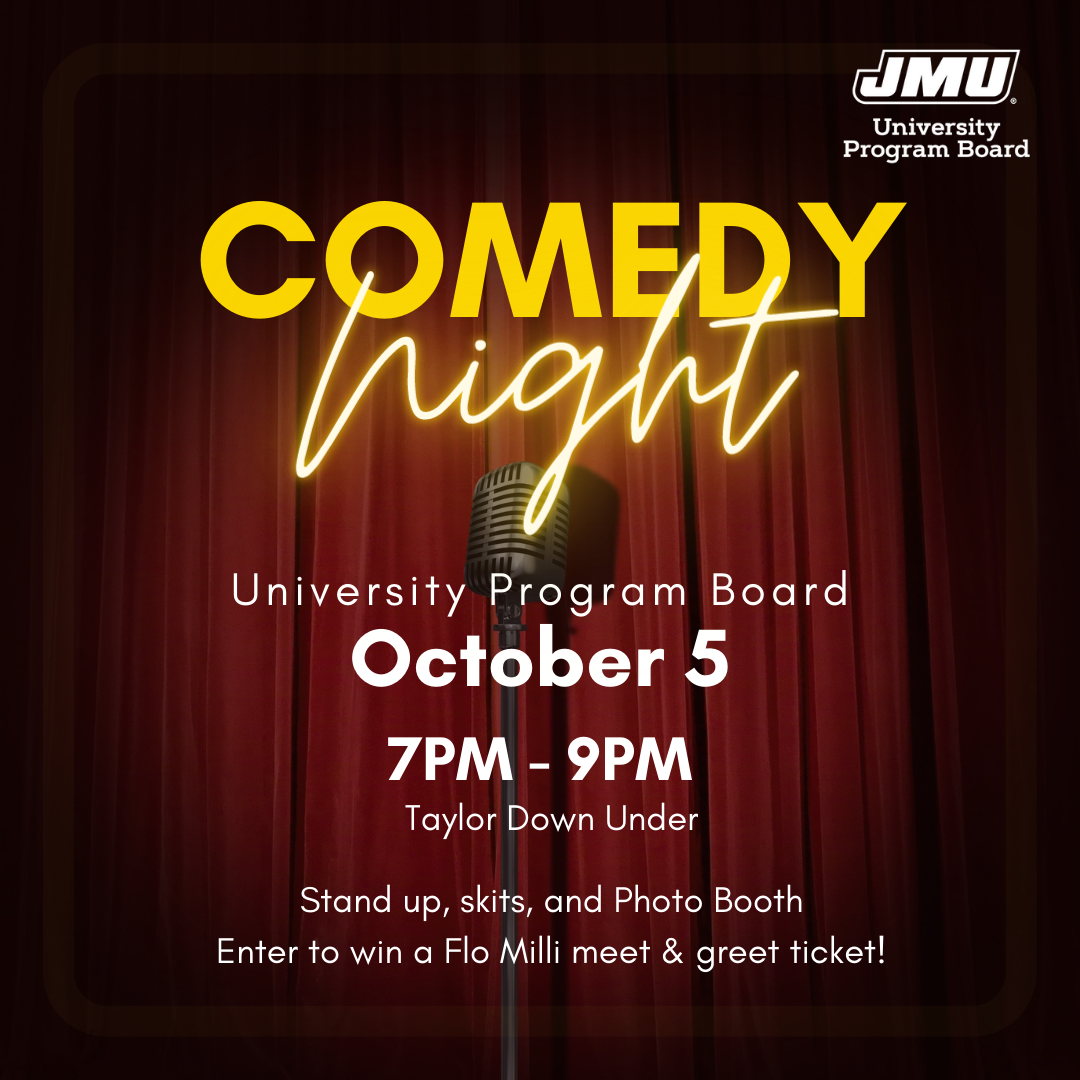 JMU
University
Program Board
COMEDY
night
University Program Board
October 5
7PM - 9PM
Taylor Down Under
Stand up, skits, and Photo Booth
Enter to win a Flo Milli meet & greet ticket!